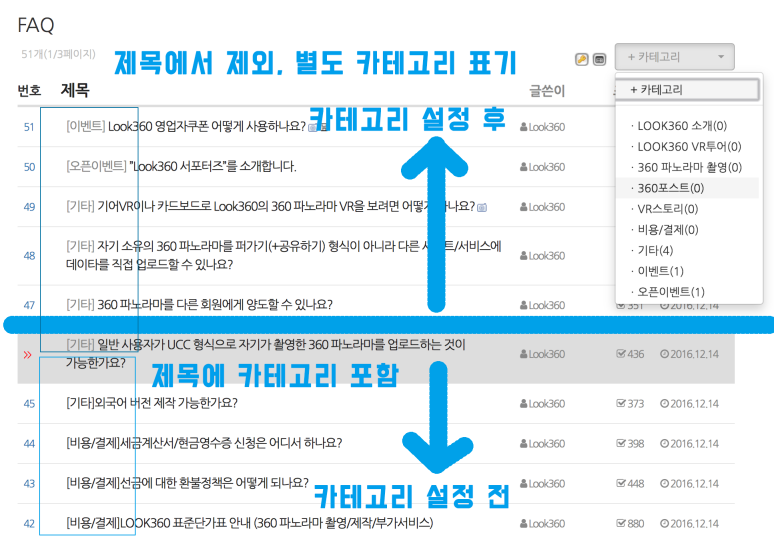 FAQ
51개(1/3페이지)
제목에서 제외, 별도 카테고리 표기
+ 카테고리
번호 제목 글쓴이
+ 카테고리
· LOOK360 소개(0)
· LOOK360 VR투어(0)
· 360 파노라마 촬영(0)
· 360포스트(0)
· VR스토리(0)
· 비용/결제(0)
· 기타(4)
· 이벤트(1)
· 오픈이벤트(1)
카테고리 설정 후
51 [이벤트] Look360 영업자쿠폰 어떻게 사용하나요? Look360
50 [오픈이벤트] "Look360 서포터즈"를 소개합니다. Look360
49 [기타] 기어VR이나 카드보드로 Look360의 360 파노라마 VR을 보려면 어떻게 하나요? Look360
48 [기타] 자기 소유의 360 파노라마를 퍼가기(+공유하기) 형식이 아니라 다른 사이트/서비스에
데이타를 직접 업로드할 수 있나요? Look360
47 [기타] 360 파노라마를 다른 회원에게 양도할 수 있나요? Look360 351 2016.12.14
» [기타] 일반 사용자가 UCC 형식으로 자기가 촬영한 360 파노라마를 업로드하는 것이
가능한가요? Look360 436 2016.12.14
제목에 카테고리 포함
45 [기타]외국어 버전 제작 가능한가요? Look360 373 2016.12.14
44 [비용/결제]세금계산서/현금영수증 신청은 어디서 하나요? Look360 398 2016.12.14
43 [비용/결제]선금에 대한 환불정책은 어떻게 되나요? Look360 448 2016.12.14
카테고리 설정 전
42 [비용/결제]LOOK360 표준단가표 안내 (360 파노라마 촬영/제작/부가서비스) Look360 880 2016.12.14